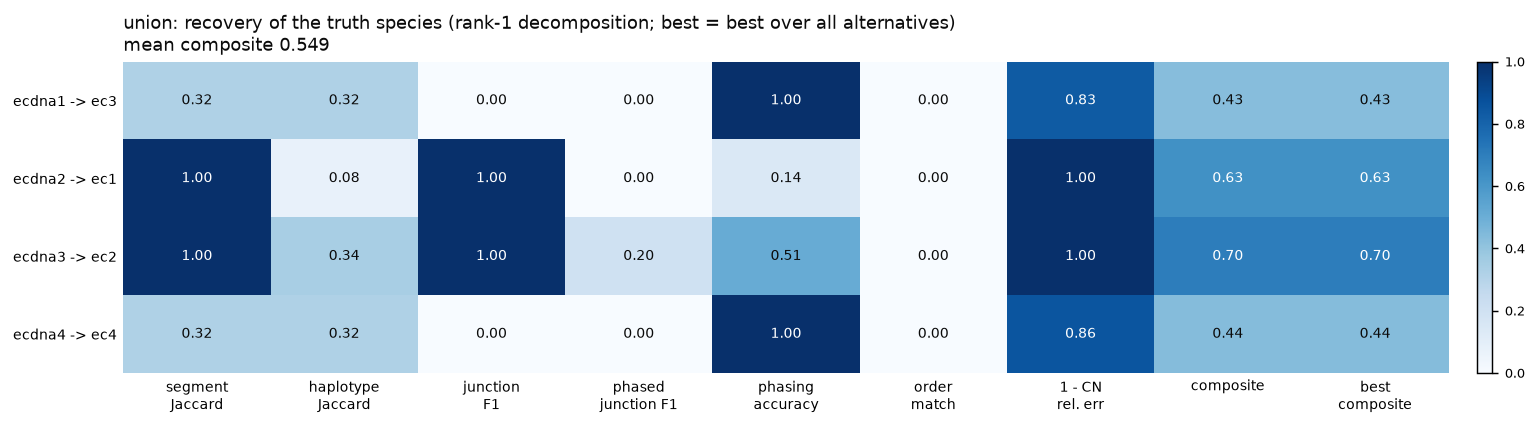 union: recovery of the truth species (rank-1 decomposition; best = best over all alternatives)
mean composite 0.549
ecdna1 -> ec3 0.32 0.32 0.00 0.00 1.00 0.00 0.83 0.43 0.43
ecdna2 -> ec1 1.00 0.08 1.00 0.00 0.14 0.00 1.00 0.63 0.63
ecdna3 -> ec2 1.00 0.34 1.00 0.20 0.51 0.00 1.00 0.70 0.70
ecdna4 -> ec4 0.32 0.32 0.00 0.00 1.00 0.00 0.86 0.44 0.44
segment
Jaccard
haplotype
Jaccard
junction
F1
phased
junction F1
phasing
accuracy
order
match
1 - CN
rel. err
composite
best
composite
1.0
0.8
0.6
0.4
0.2
0.0